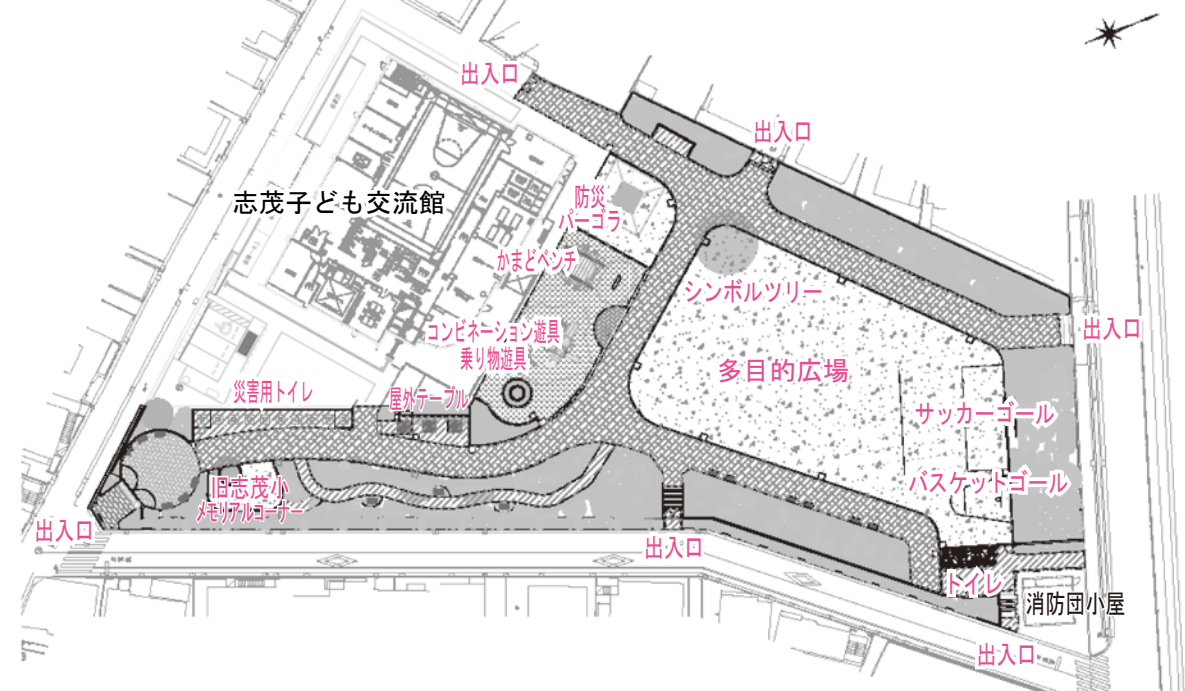 出入口
出入口
志茂子ども交流館
防災
パーゴラ
かまどベンチ
シンボルツリー
コンビネーション遊具
乗り物遊具
出入口
多目的広場
災害用トイレ
屋外テーブル
サッカーゴール
バスケットゴール
旧志茂小
メモリアルコーナー
出入口
出入口
トイレ
消防団小屋
出入口